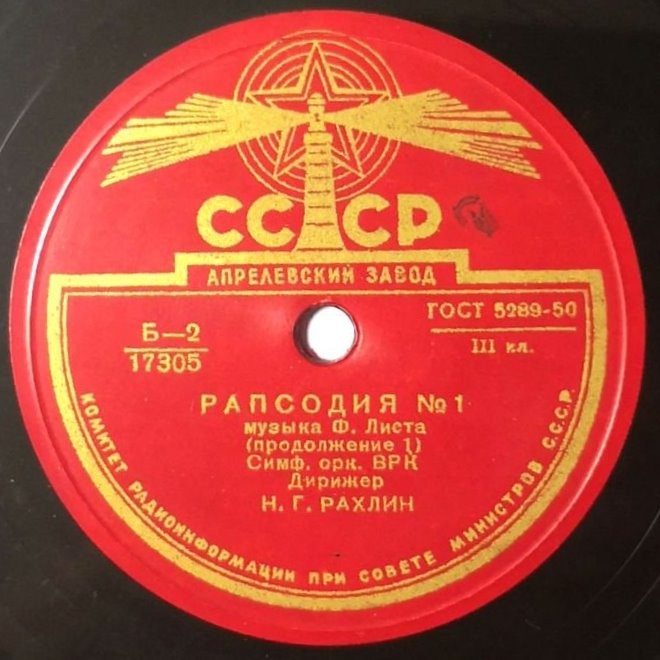 СССР
АПРЕЛЕВСКИЙ ЗАВОД
ГОСТ 5289-50
Б—2
17305
III кл.
РАПСОДИЯ №1
музыка Ф. Листа
(продолжение 1)
Симф. орк. ВРК
Дирижер
Н. Г. РАХЛИН
КОМИТЕТ РАДИОИНФОРМАЦИИ ПРИ СОВЕТЕ МИНИСТРОВ С.С.С.Р.